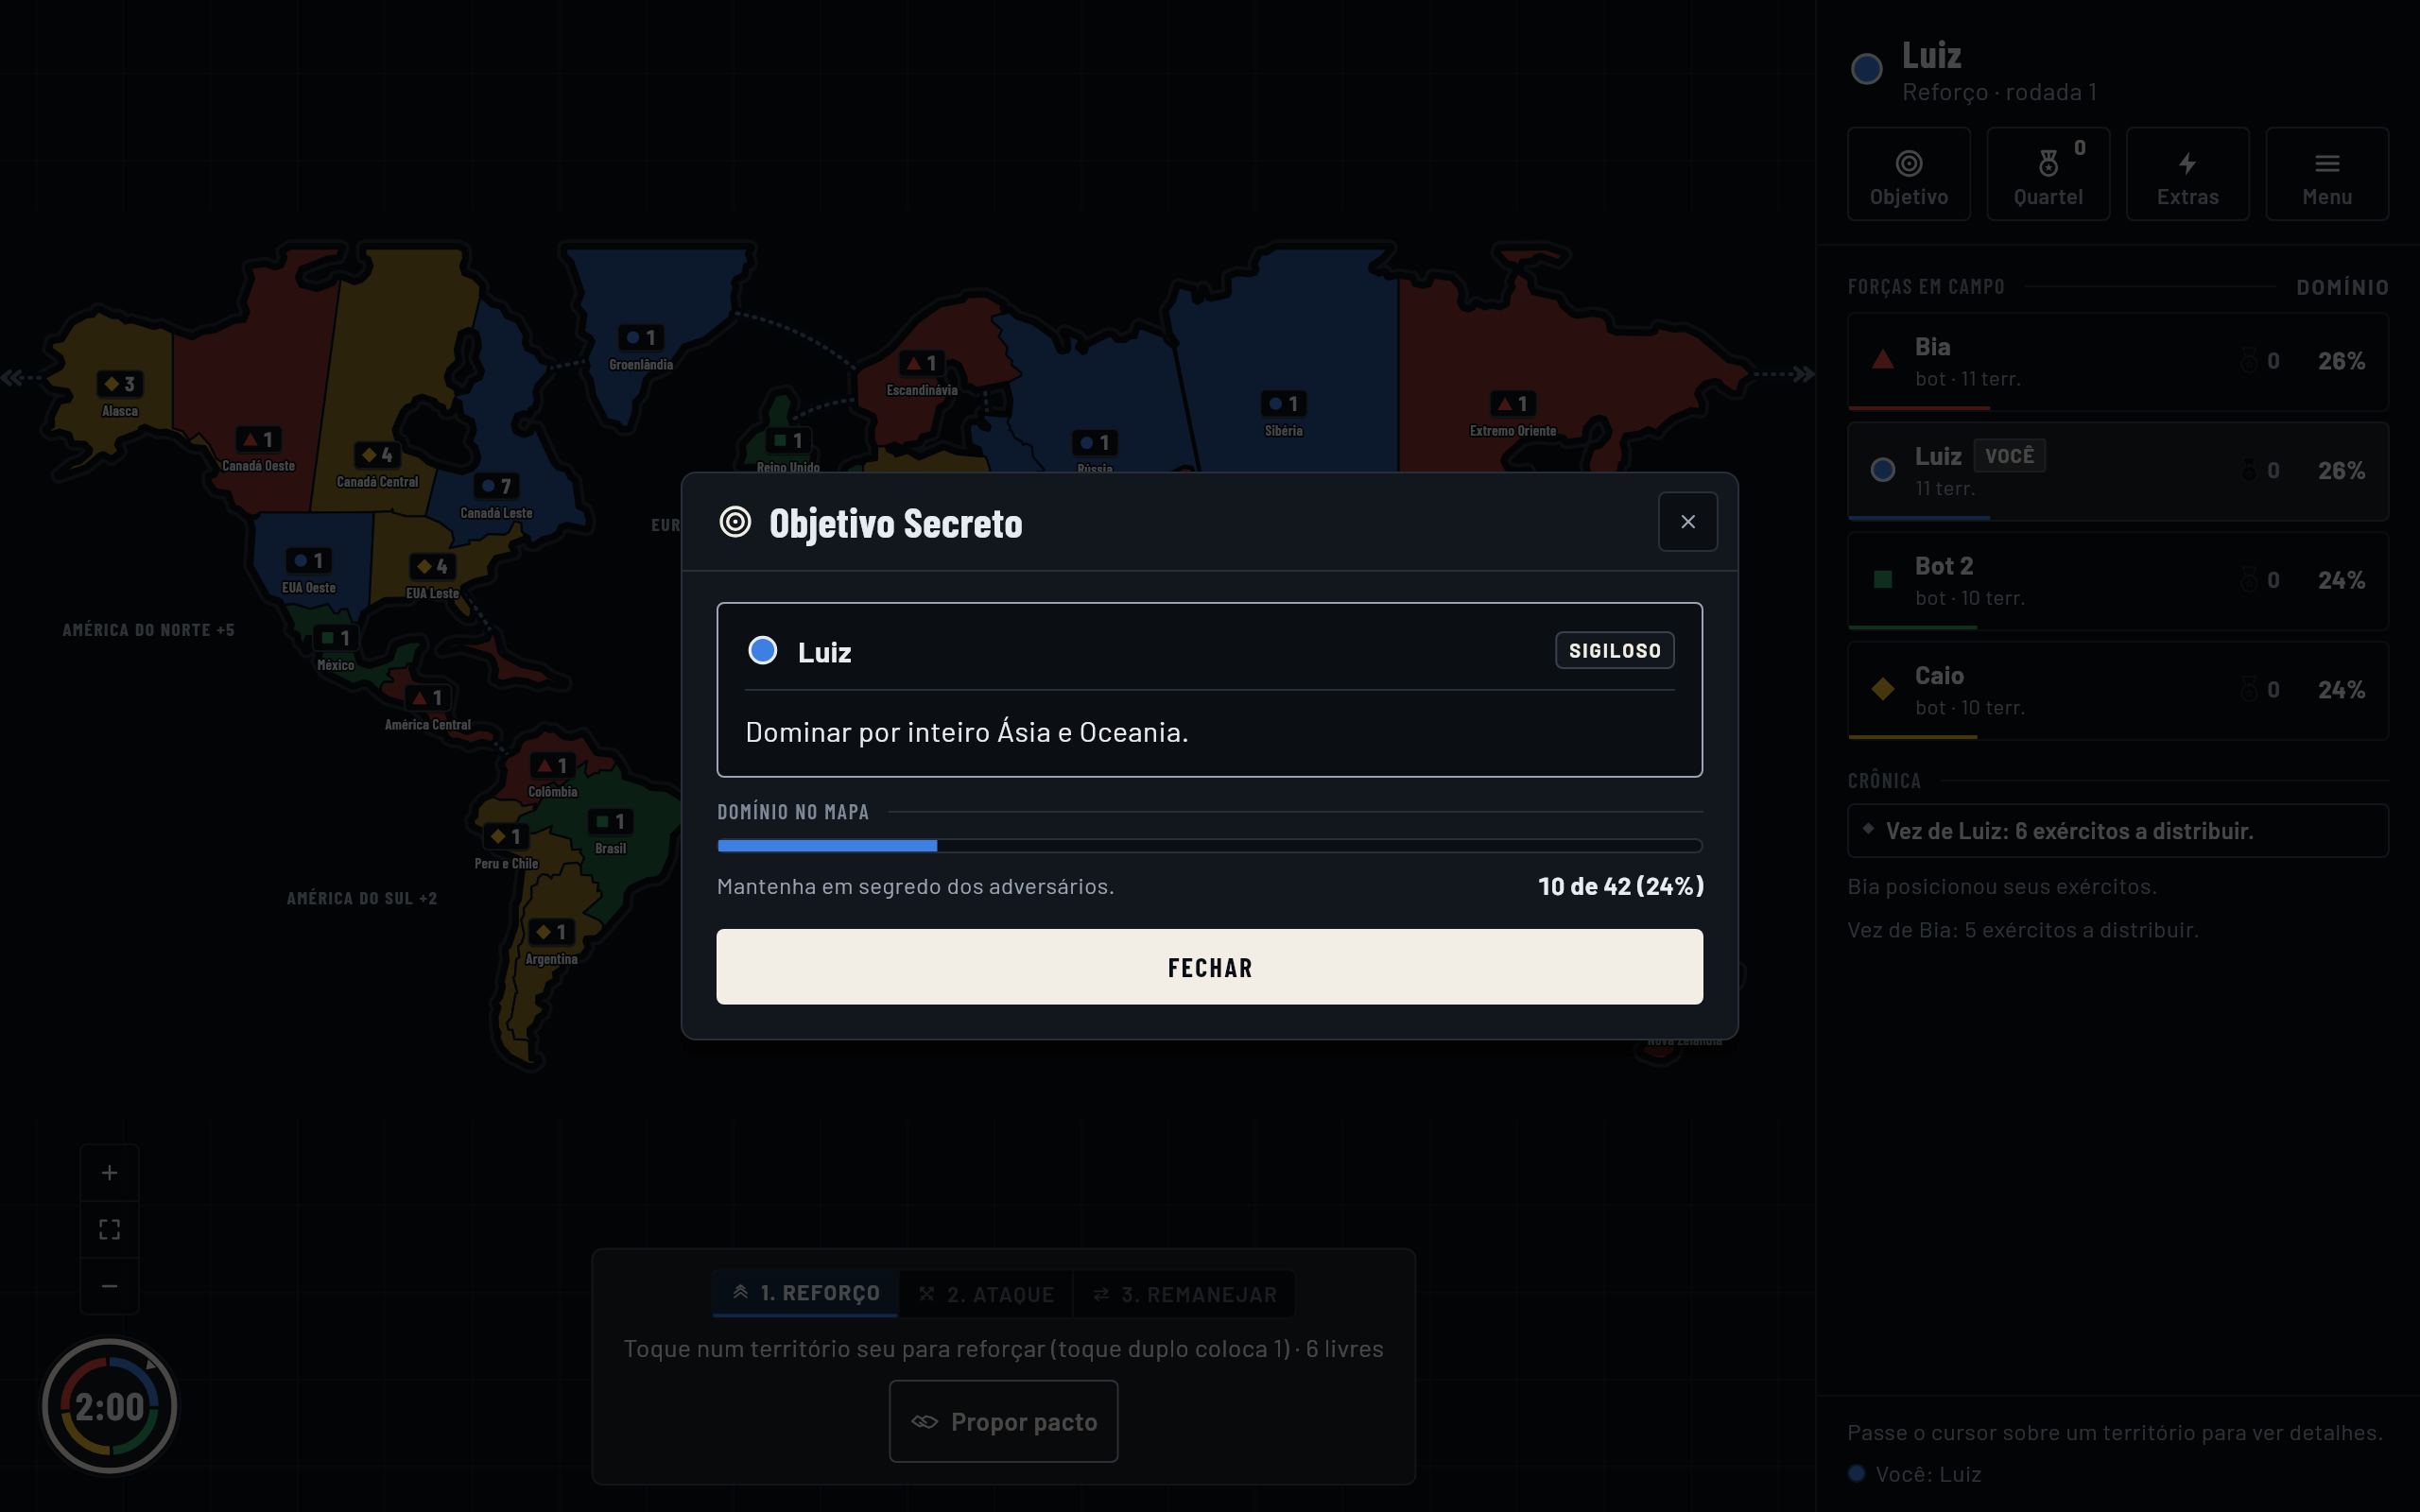 Luiz
Reforço · rodada 1
Objetivo
0
Quartel
Extras
Menu
FORÇAS EM CAMPO
DOMÍNIO
Bia
bot · 11 terr.
0
26%
Luiz
VOCÊ
11 terr.
0
26%
Bot 2
bot · 10 terr.
0
24%
Caio
bot · 10 terr.
0
24%
CRÔNICA
Vez de Luiz: 6 exércitos a distribuir.
Bia posicionou seus exércitos.
Vez de Bia: 5 exércitos a distribuir.
Passe o cursor sobre um território para ver detalhes.
Você: Luiz
1
Groenlândia
1
Escandinávia
3
Alasca
1
Sibéria
1
Extremo Oriente
1
Canadá Oeste
4
Canadá Central
1
Reino Unido
1
Rússia
7
Canadá Leste
EUR
1
EUA Oeste
4
EUA Leste
AMÉRICA DO NORTE +5
1
México
1
América Central
1
Colômbia
1
Peru e Chile
1
Brasil
AMÉRICA DO SUL +2
1
Argentina
Nova Zelândia
Objetivo Secreto
Luiz
SIGILOSO
Dominar por inteiro Ásia e Oceania.
DOMÍNIO NO MAPA
Mantenha em segredo dos adversários.
10 de 42 (24%)
FECHAR
+
−
2:00
1. REFORÇO
2. ATAQUE
3. REMANEJAR
Toque num território seu para reforçar (toque duplo coloca 1) · 6 livres
Propor pacto